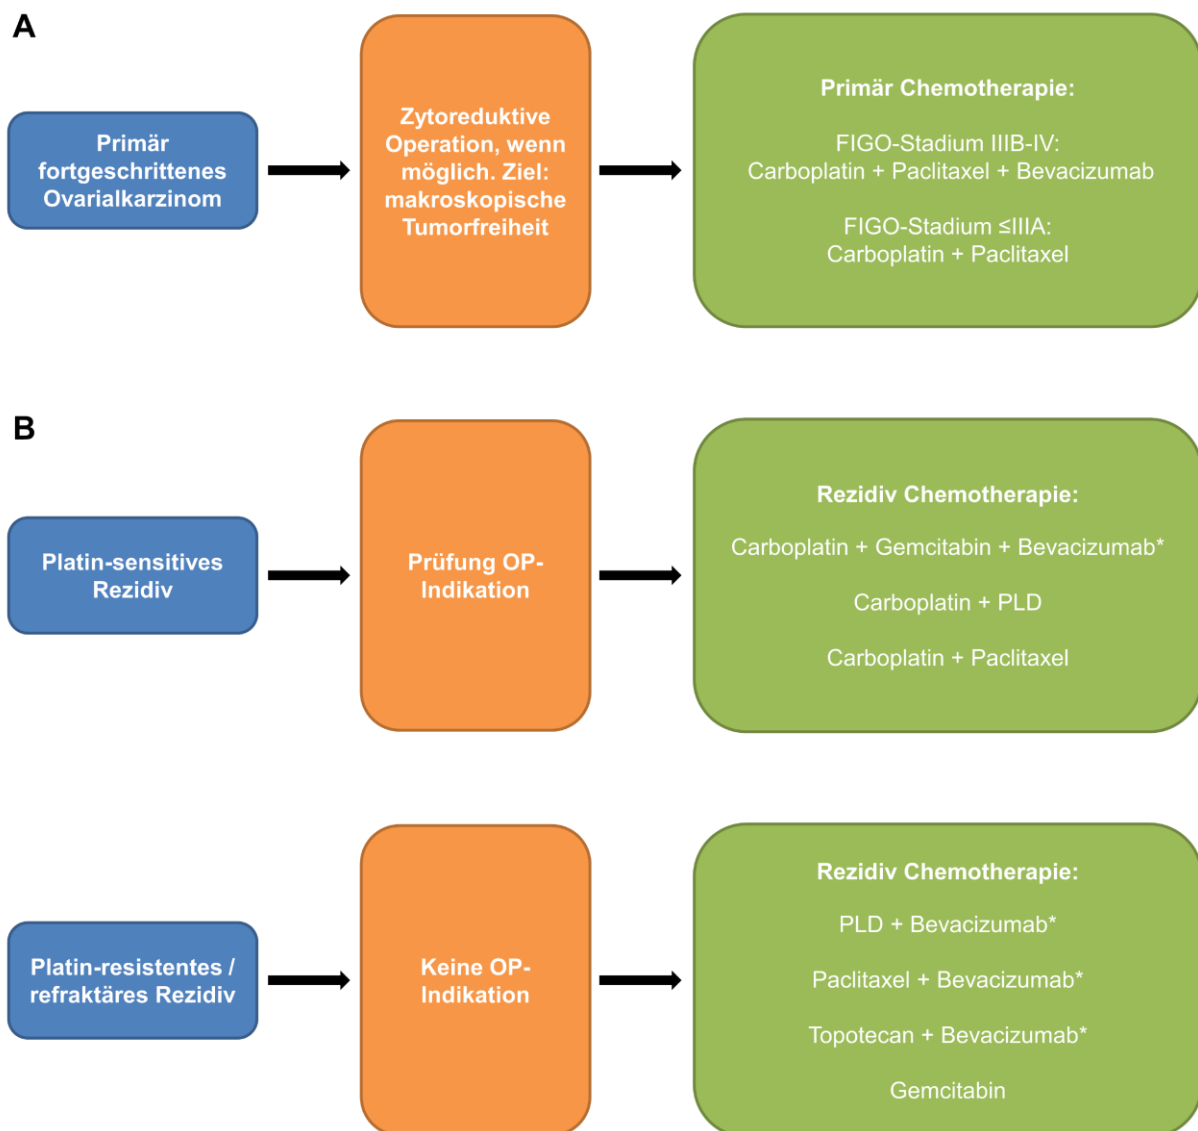 A
Primär
fortgeschrittenes
Ovarialkarzinom
Zytoreduktive
Operation, wenn
möglich. Ziel:
makroskopische
Tumorfreiheit
Primär Chemotherapie:
FIGO-Stadium IIIB-IV:
Carboplatin + Paclitaxel + Bevacizumab
FIGO-Stadium ≤IIIA:
Carboplatin + Paclitaxel
B
Platin-sensitives
Rezidiv
Prüfung OP-
Indikation
Rezidiv Chemotherapie:
Carboplatin + Gemcitabin + Bevacizumab*
Carboplatin + PLD
Carboplatin + Paclitaxel
Platin-resistentes /
refraktäres Rezidiv
Keine OP-
Indikation
Rezidiv Chemotherapie:
PLD + Bevacizumab*
Paclitaxel + Bevacizumab*
Topotecan + Bevacizumab*
Gemcitabin